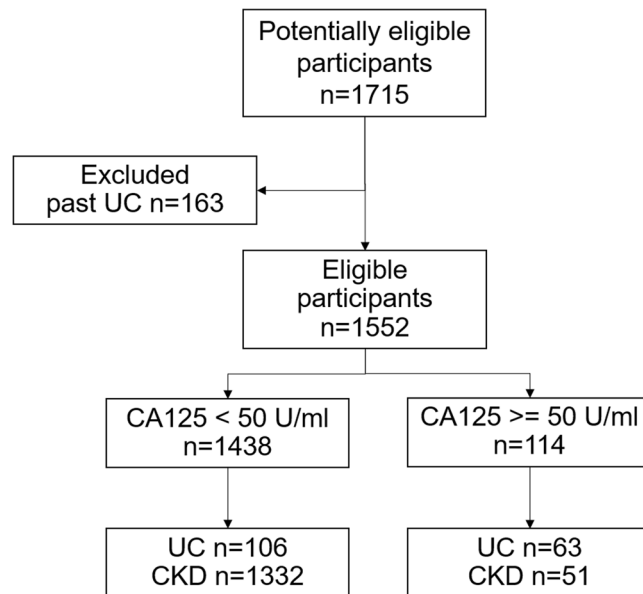 Potentially eligible
participants
n=1715
Excluded
past UC n=163
Eligible
participants
n=1552
CA125 < 50 U/ml
n=1438
CA125 >= 50 U/ml
n=114
UC n=106
CKD n=1332
UC n=63
CKD n=51